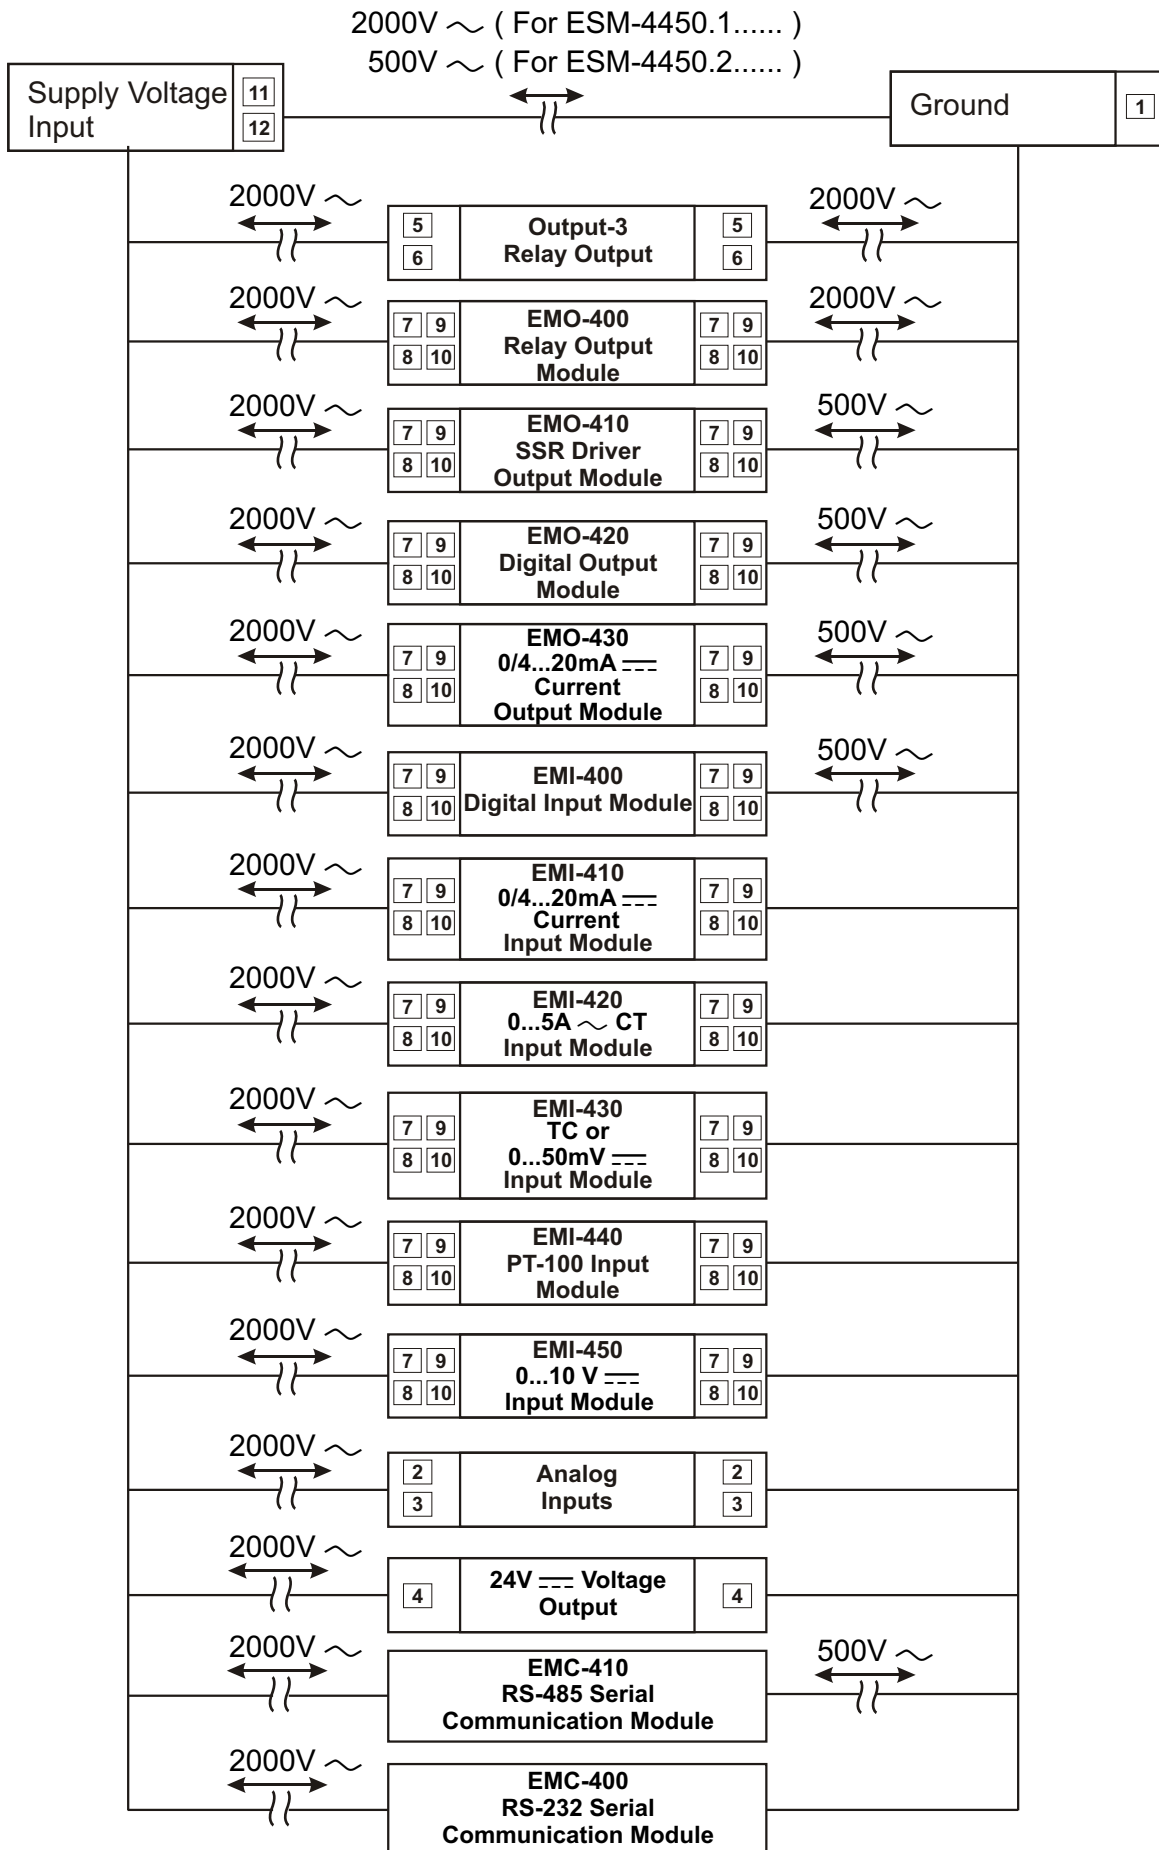 2000V ～ ( For ESM-4450.1...... )
500V ～ ( For ESM-4450.2...... )
Supply Voltage 11
Input 12
Ground 1
2000V ～ 2000V ～
5 Output-3 5
6 Relay Output 6
2000V ～ 2000V ～
7 9 EMO-400 7 9
Relay Output
8 10 Module 8 10
2000V ～ 500V ～
7 9 EMO-410 7 9
SSR Driver
8 10 Output Module 8 10
2000V ～ 500V ～
7 9 EMO-420 7 9
Digital Output
8 10 Module 8 10
2000V ～ 500V ～
EMO-430
7 9 0/4...20mA ⎓ 7 9
8 10 Current 8 10
Output Module
2000V ～ 500V ～
7 9 EMI-400 7 9
8 10 Digital Input Module 8 10
2000V ～
EMI-410
7 9 0/4...20mA ⎓ 7 9
8 10 Current 8 10
Input Module
2000V ～
7 9 EMI-420 7 9
0...5A ～ CT
8 10 Input Module 8 10
2000V ～
EMI-430
7 9 TC or 7 9
8 10 0...50mV ⎓ 8 10
Input Module
2000V ～
7 9 EMI-440 7 9
PT-100 Input
8 10 Module 8 10
2000V ～
7 9 EMI-450 7 9
0...10 V ⎓
8 10 Input Module 8 10
2000V ～
2 Analog 2
3 Inputs 3
2000V ～
24V ⎓ Voltage
4 Output 4
2000V ～ 500V ～
EMC-410
RS-485 Serial
Communication Module
2000V ～
EMC-400
RS-232 Serial
Communication Module